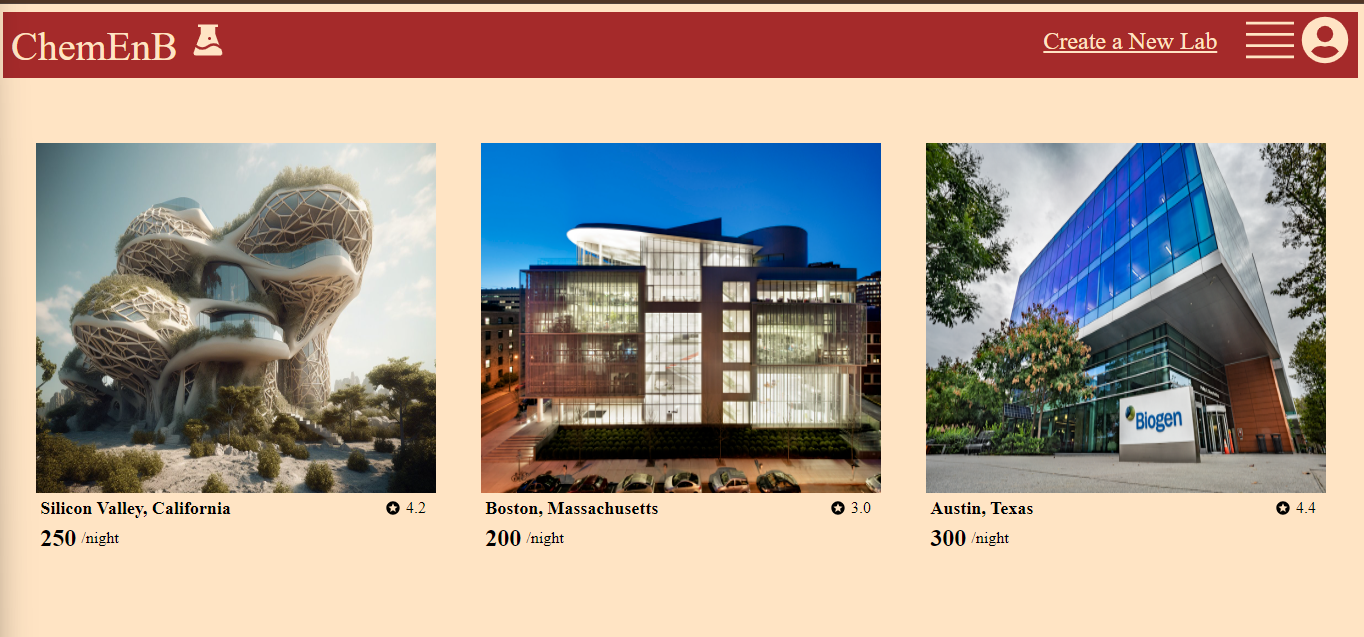 ChemEnB
Create a New Lab
Biogen
Silicon Valley, California
4.2
250 /night
Boston, Massachusetts
3.0
200 /night
Austin, Texas
4.4
300 /night